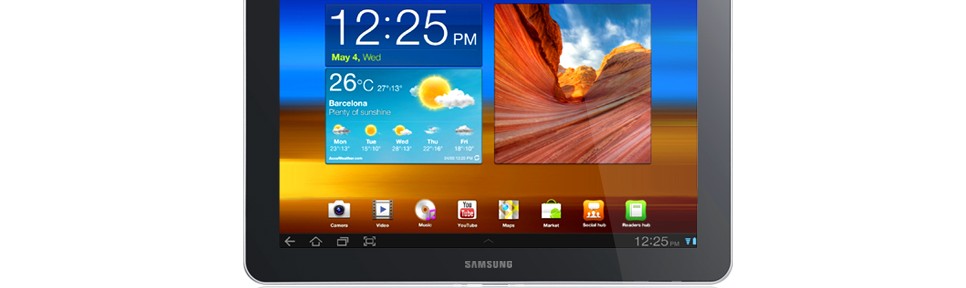 12:25 PM
May 4, Wed
26°C 27°/13°
Barcelona
Plenty of sunshine
Mon Tue Wed Thu Fri
Camera Video Music YouTube Maps Market Social hub Readers hub
12:25 PM
SAMSUNG